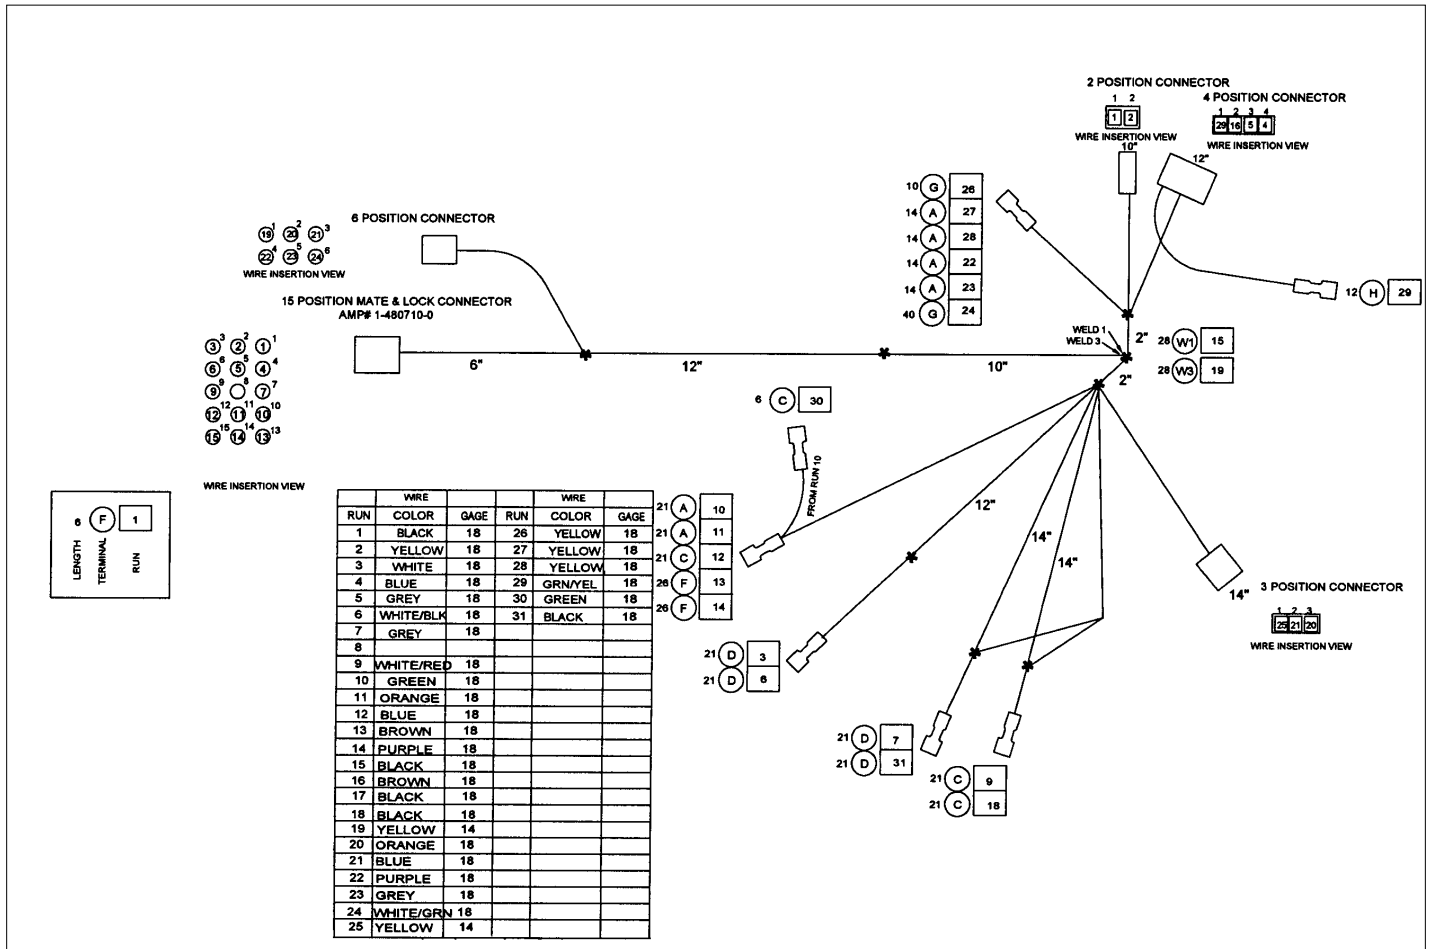 2 POSITION CONNECTOR
1 2
1 2
WIRE INSERTION VIEW
10"
4 POSITION CONNECTOR
1 2 3 4
29 16 5 4
WIRE INSERTION VIEW
12"
10 G 26
14 A 27
14 A 28
14 A 22
14 A 23
40 G 24
12 H 29
6 POSITION CONNECTOR
19 1 20 2 21 3
22 4 23 5 24 6
WIRE INSERTION VIEW
15 POSITION MATE & LOCK CONNECTOR
AMP# 1-480710-0
3 3 2 2 1 1
6 6 5 5 4 4
9 9 8 7 7
12 12 11 11 10 10
15 15 14 14 13 13
WIRE INSERTION VIEW
6"
12"
10"
WELD 1
WELD 3
2"
2"
28 W1 15
28 W3 19
6 C 30
FROM RUN 10
21 A 10
21 A 11
21 C 12
26 F 13
26 F 14
12"
14"
14"
14"
3 POSITION CONNECTOR
1 2 3
25 21 20
WIRE INSERTION VIEW
21 D 3
21 D 6
21 D 7
21 D 31
21 C 9
21 C 18
6 F 1
LENGTH
TERMINAL
RUN
WIRE WIRE
RUN COLOR GAGE RUN COLOR GAGE
1 BLACK 18 26 YELLOW 18
2 YELLOW 18 27 YELLOW 18
3 WHITE 18 28 YELLOW 18
4 BLUE 18 29 GRN/YEL 18
5 GREY 18 30 GREEN 18
6 WHITE/BLK 18 31 BLACK 18
7 GREY 18
8
9 WHITE/RED 18
10 GREEN 18
11 ORANGE 18
12 BLUE 18
13 BROWN 18
14 PURPLE 18
15 BLACK 18
16 BROWN 18
17 BLACK 18
18 BLACK 18
19 YELLOW 14
20 ORANGE 18
21 BLUE 18
22 PURPLE 18
23 GREY 18
24 WHITE/GRN 18
25 YELLOW 14